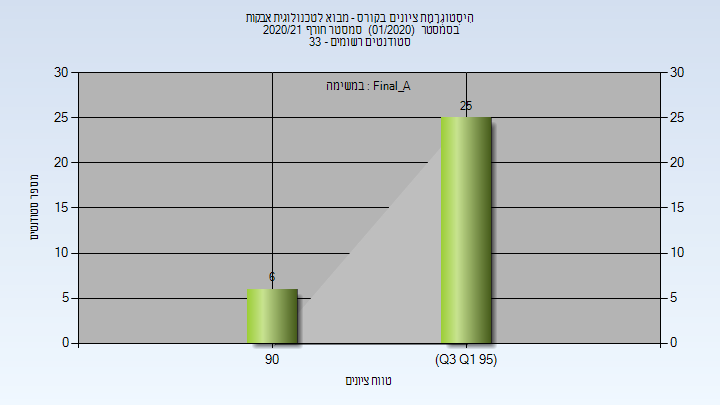 היסטוגרמת ציונים בקורס - מבוא לטכנולוגית אבקות
בסמסטר (01/2020) סמסטר חורף 2020/21
סטודנטים רשומים - 33
במשימה : Final_A
30 30
25 25
20 20
15 15
10 10
5 5
0 0
25
6
מספר סטודנטים
90 (Q3 Q1 95)
טווח ציונים